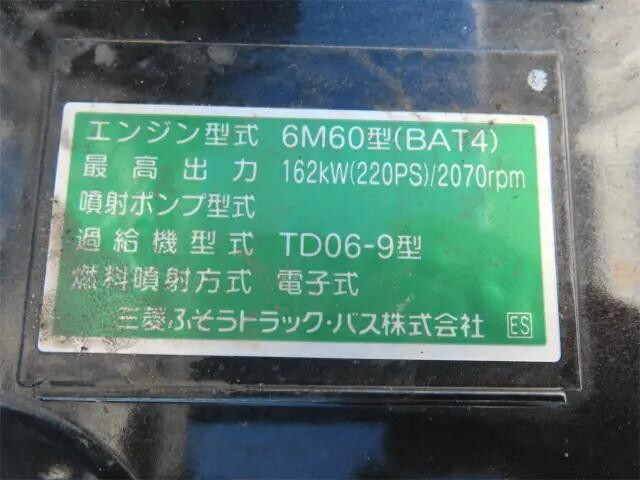 エンジン型式 6M60型(BAT4)
最高出力 162kW(220PS)/2070rpm
噴射ポンプ型式
過給機型式 TD06-9型
燃料噴射方式 電子式
三菱ふそうトラック・バス株式会社 ES